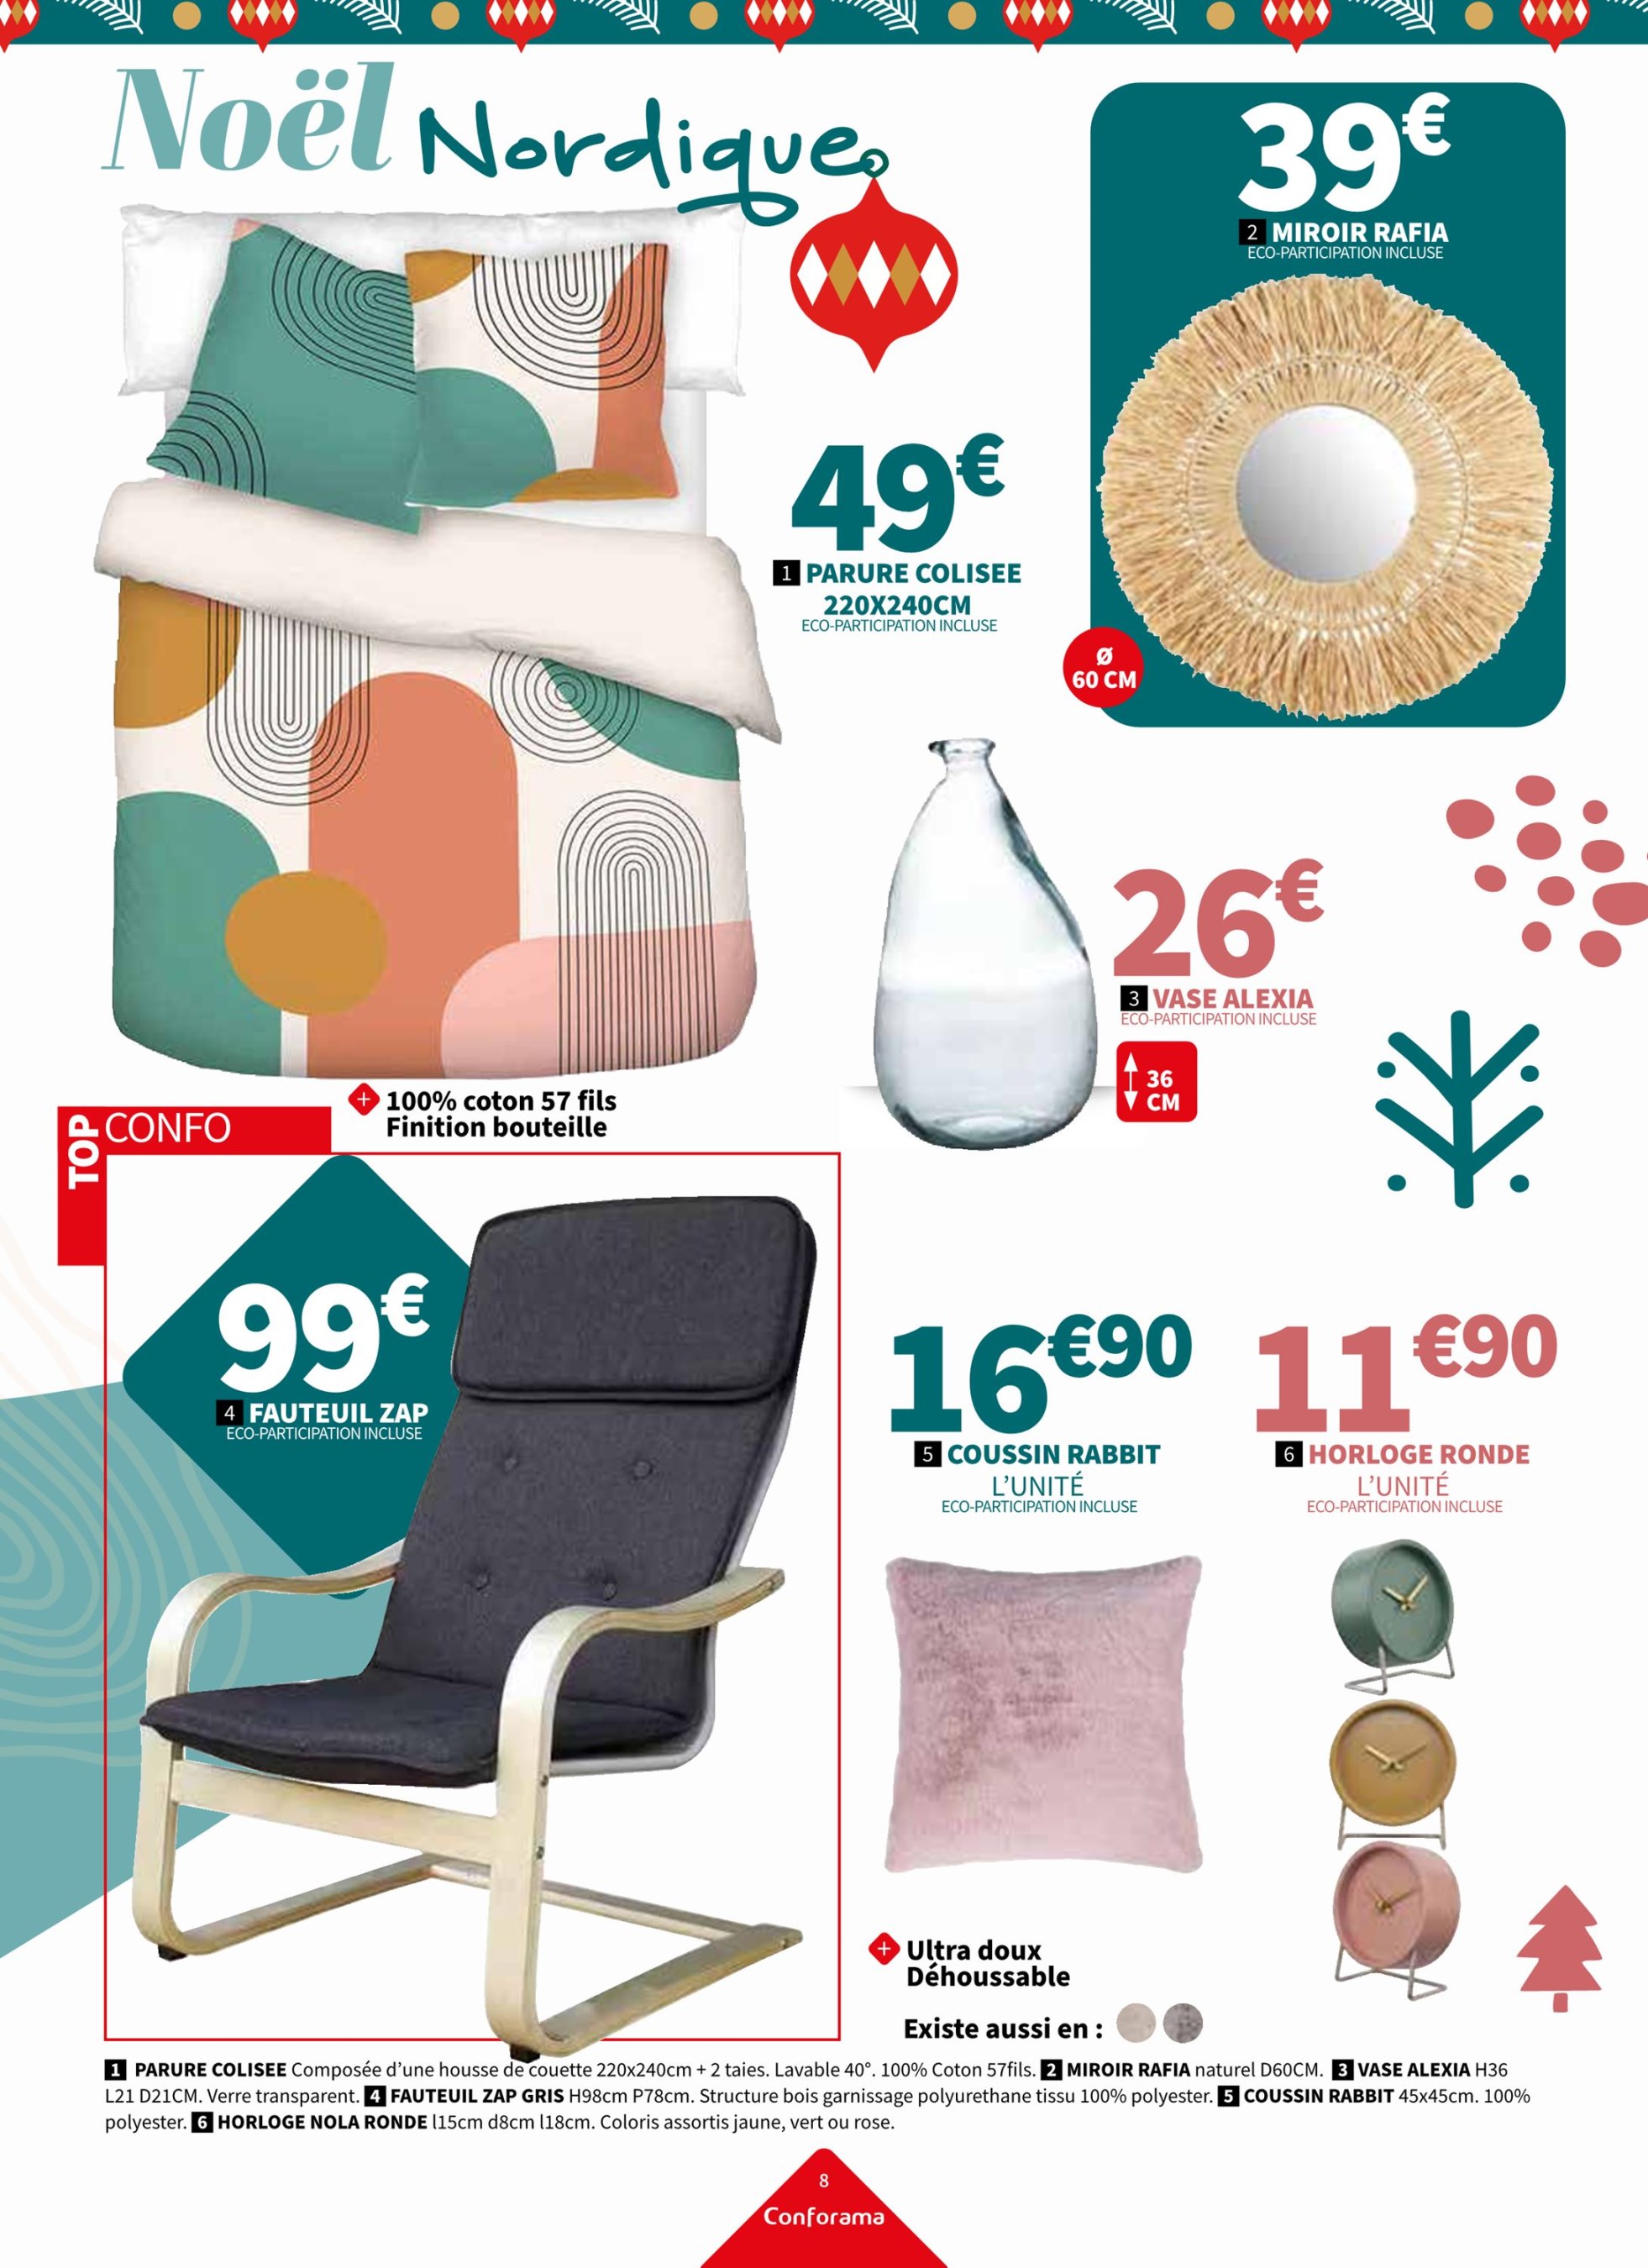 Noël Nordique
39€
2 MIROIR RAFIA
ECO-PARTICIPATION INCLUSE
49€
1 PARURE COLISEE
220X240CM
ECO-PARTICIPATION INCLUSE
Ø
60 CM
26€
3 VASE ALEXIA
ECO-PARTICIPATION INCLUSE
36
CM
+ 100% coton 57 fils
Finition bouteille
TOP CONFO
99€
4 FAUTEUIL ZAP
ECO-PARTICIPATION INCLUSE
16€90
5 COUSSIN RABBIT
L'UNITÉ
ECO-PARTICIPATION INCLUSE
11€90
6 HORLOGE RONDE
L'UNITÉ
ECO-PARTICIPATION INCLUSE
+ Ultra doux
Déhoussable
Existe aussi en :
1 PARURE COLISEE Composée d'une housse de couette 220x240cm + 2 taies. Lavable 40°. 100% Coton 57fils. 2 MIROIR RAFIA naturel D60CM. 3 VASE ALEXIA H36
L21 D21CM. Verre transparent. 4 FAUTEUIL ZAP GRIS H98cm P78cm. Structure bois garnissage polyurethane tissu 100% polyester. 5 COUSSIN RABBIT 45x45cm. 100%
polyester. 6 HORLOGE NOLA RONDE l15cm d8cm l18cm. Coloris assortis jaune, vert ou rose.
8
Conforama